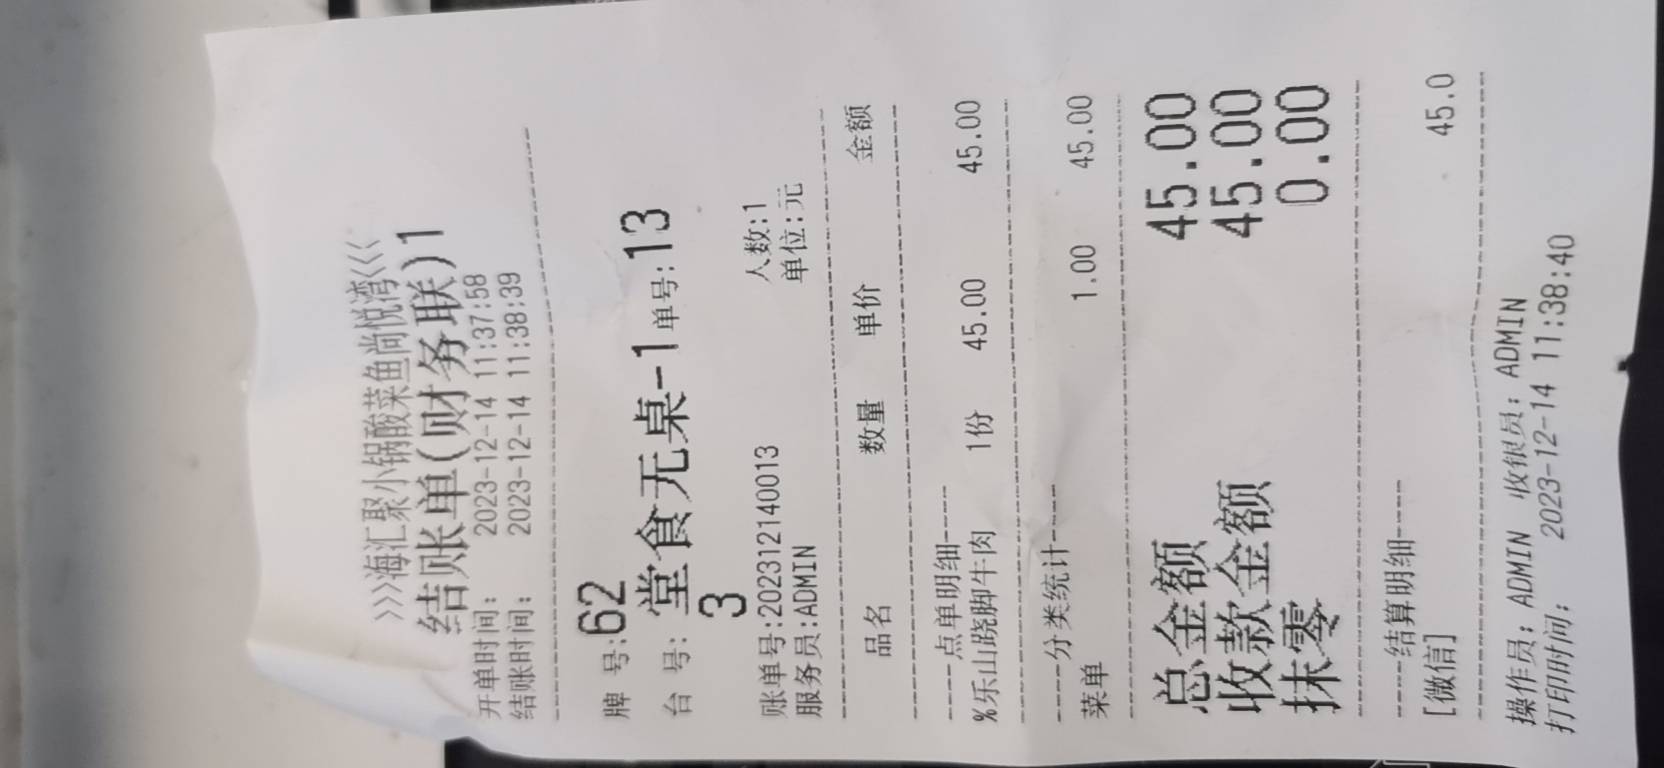 >>>海汇聚小锅酸菜鱼尚悦湾<<<
结账单(财务联)1
开单时间: 2023-12-14 11:37:58
结账时间: 2023-12-14 11:38:39
牌 号:62
台 号: 堂食无桌-1 单号:13
3
账单号:2023121400013 人数:1
服务员:ADMIN 单位:元
品名 数量 单价 金额
----点单明细----
%乐山跷脚牛肉 1份 45.00 45.00
----分类统计----
菜单 1.00 45.00
总金额 45.00
收款金额 45.00
抹零 0.00
----结算明细----
[微信] 45.0
操作员: ADMIN 收银员: ADMIN
打印时间: 2023-12-14 11:38:40